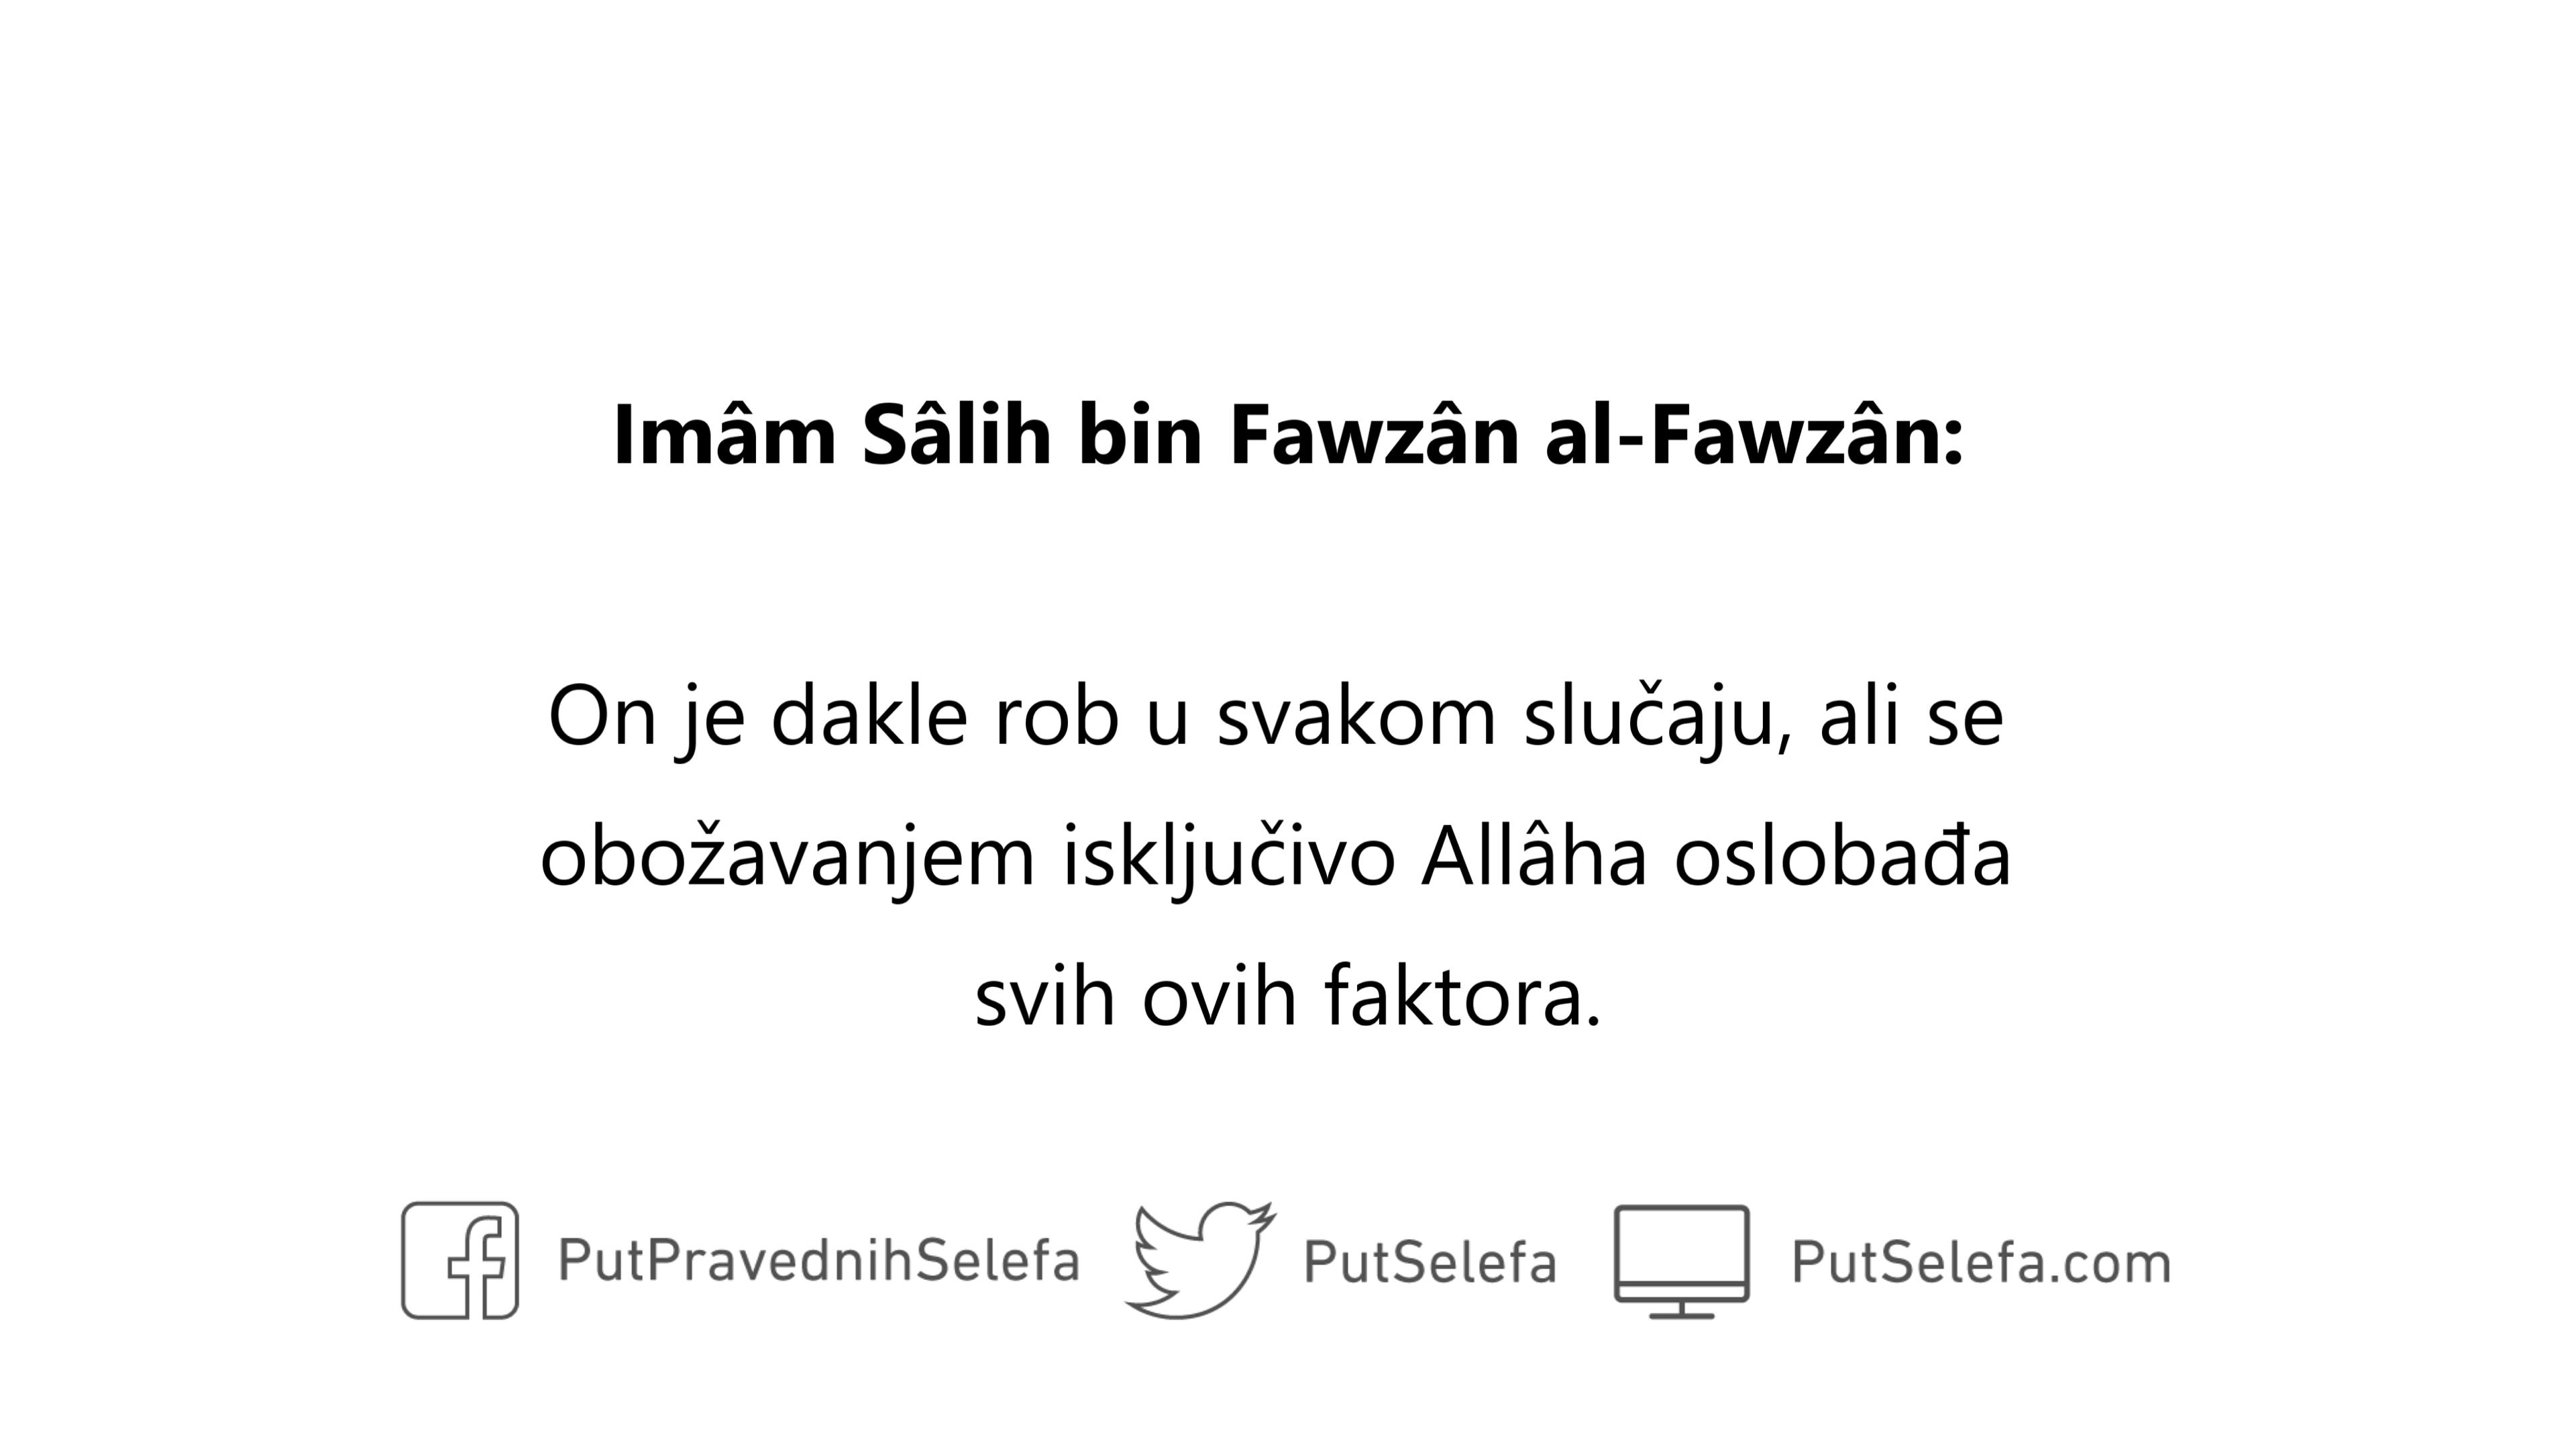 Imâm Sâlih bin Fawzân al-Fawzân:
On je dakle rob u svakom slučaju, ali se
obožavanjem isključivo Allâha oslobađa
svih ovih faktora.
PutPravednihSelefa PutSelefa PutSelefa.com